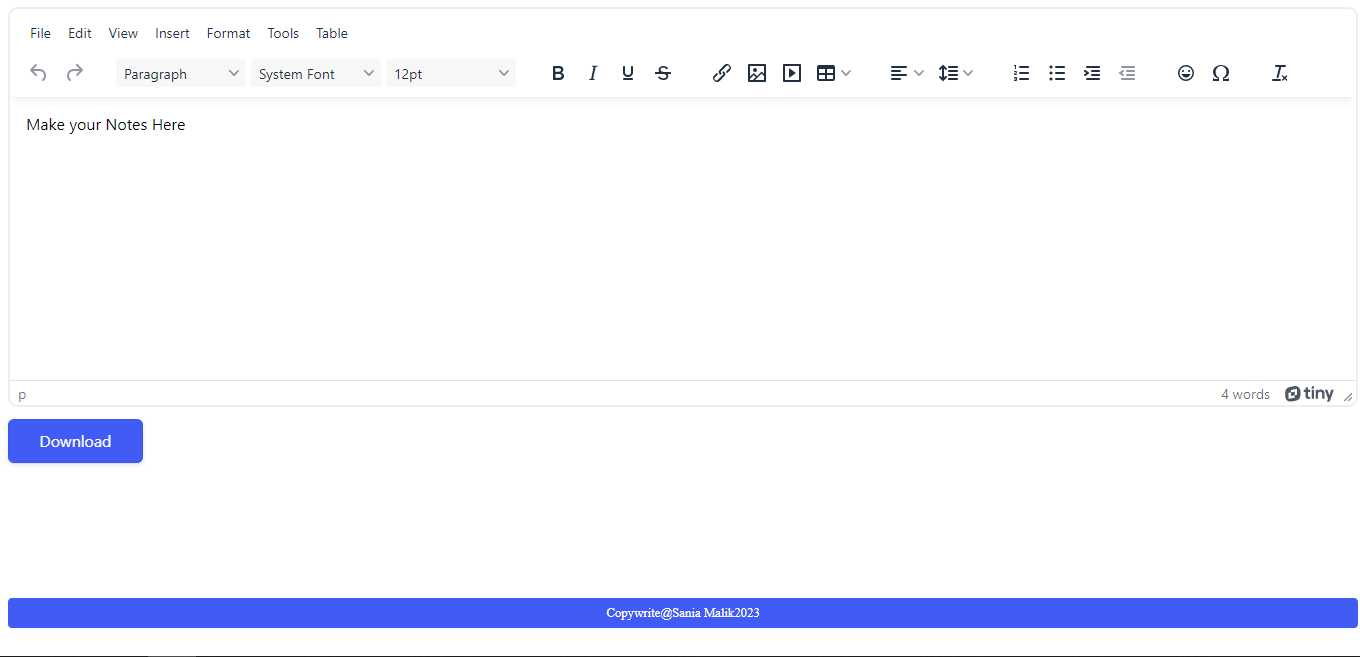 File Edit View Insert Format Tools Table
Paragraph System Font 12pt B I U S Ω
Make your Notes Here
p 4 words tiny
Download
Copywrite@Sania Malik2023